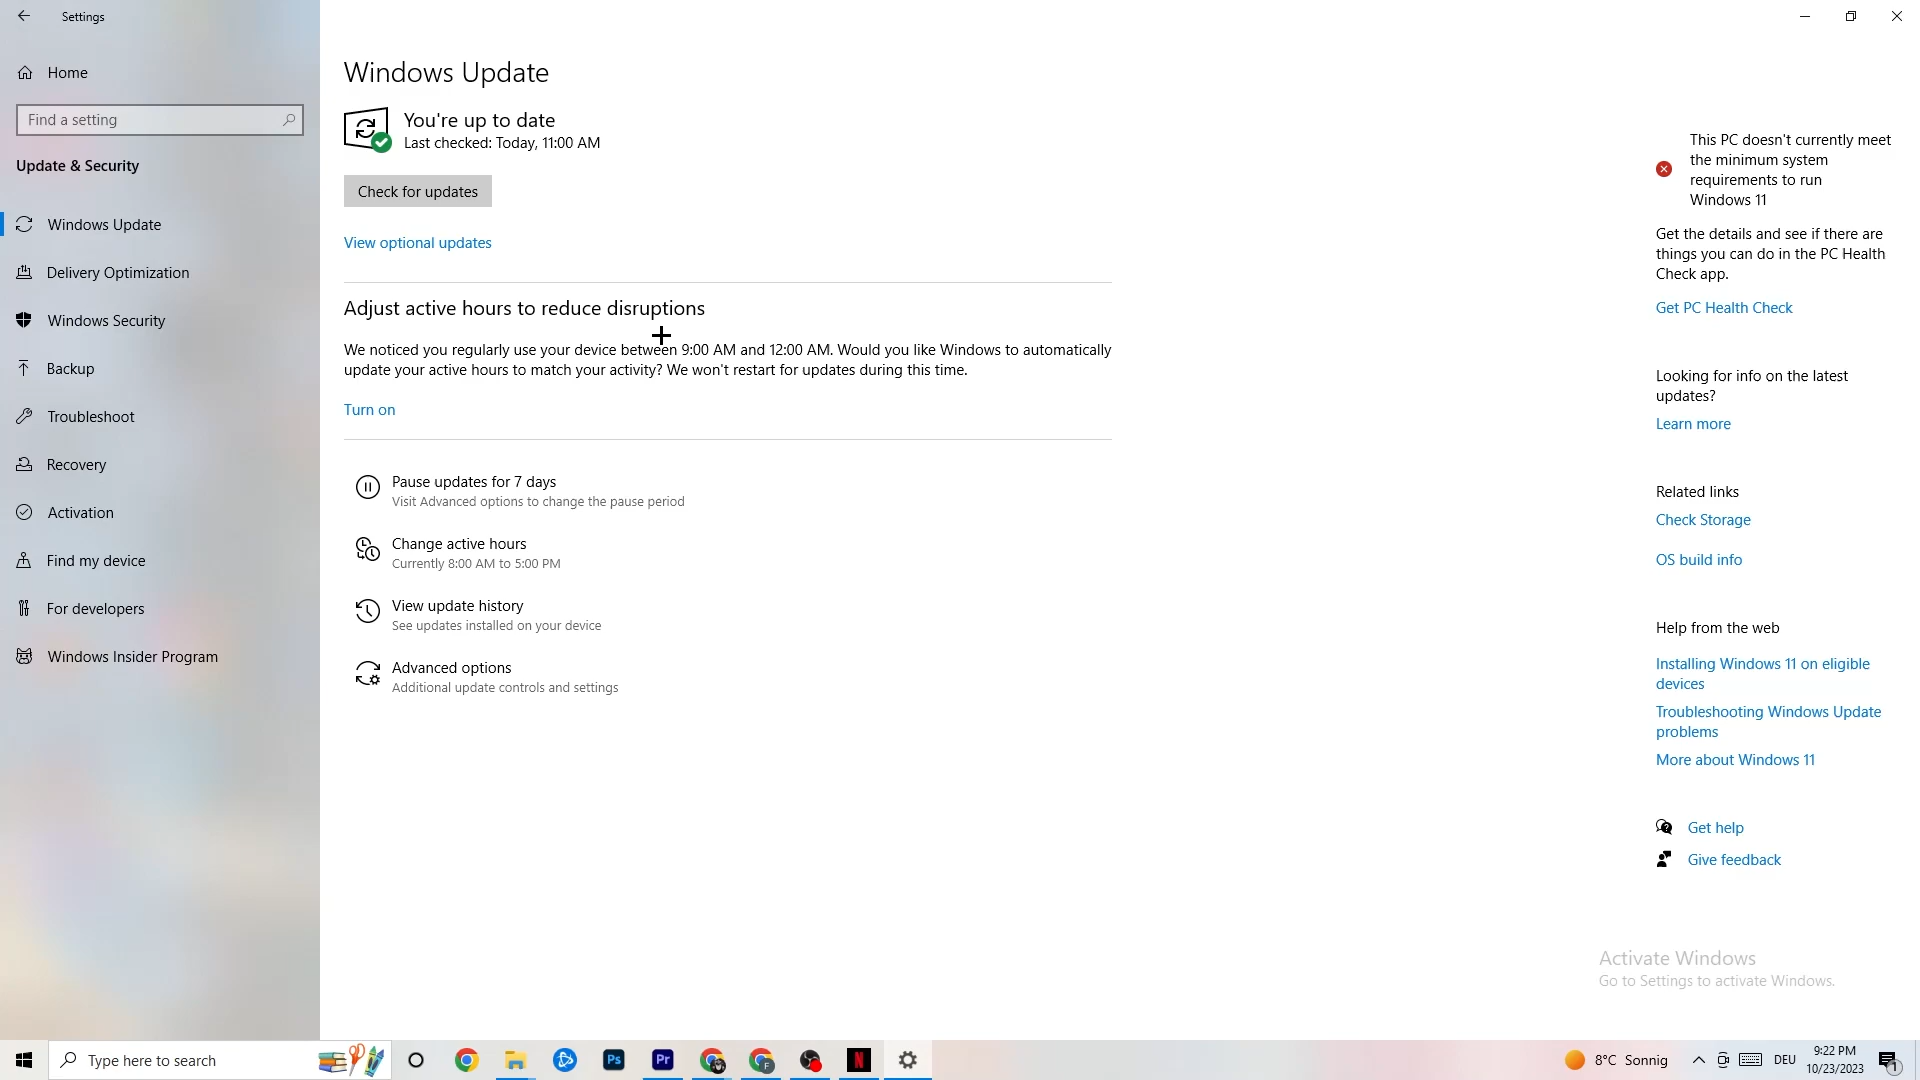 Settings
Home
Find a setting
Update & Security
Windows Update
Delivery Optimization
Windows Security
Backup
Troubleshoot
Recovery
Activation
Find my device
For developers
Windows Insider Program
Windows Update
You're up to date
Last checked: Today, 11:00 AM
Check for updates
View optional updates
Adjust active hours to reduce disruptions
We noticed you regularly use your device between 9:00 AM and 12:00 AM. Would you like Windows to automatically
update your active hours to match your activity? We won't restart for updates during this time.
Turn on
Pause updates for 7 days
Visit Advanced options to change the pause period
Change active hours
Currently 8:00 AM to 5:00 PM
View update history
See updates installed on your device
Advanced options
Additional update controls and settings
This PC doesn't currently meet
the minimum system
requirements to run
Windows 11
Get the details and see if there are
things you can do in the PC Health
Check app.
Get PC Health Check
Looking for info on the latest
updates?
Learn more
Related links
Check Storage
OS build info
Help from the web
Installing Windows 11 on eligible
devices
Troubleshooting Windows Update
problems
More about Windows 11
Get help
Give feedback
Activate Windows
Go to Settings to activate Windows.
Type here to search
Ps
Pr
F
N
8°C Sonnig
DEU
9:22 PM
10/23/2023
1